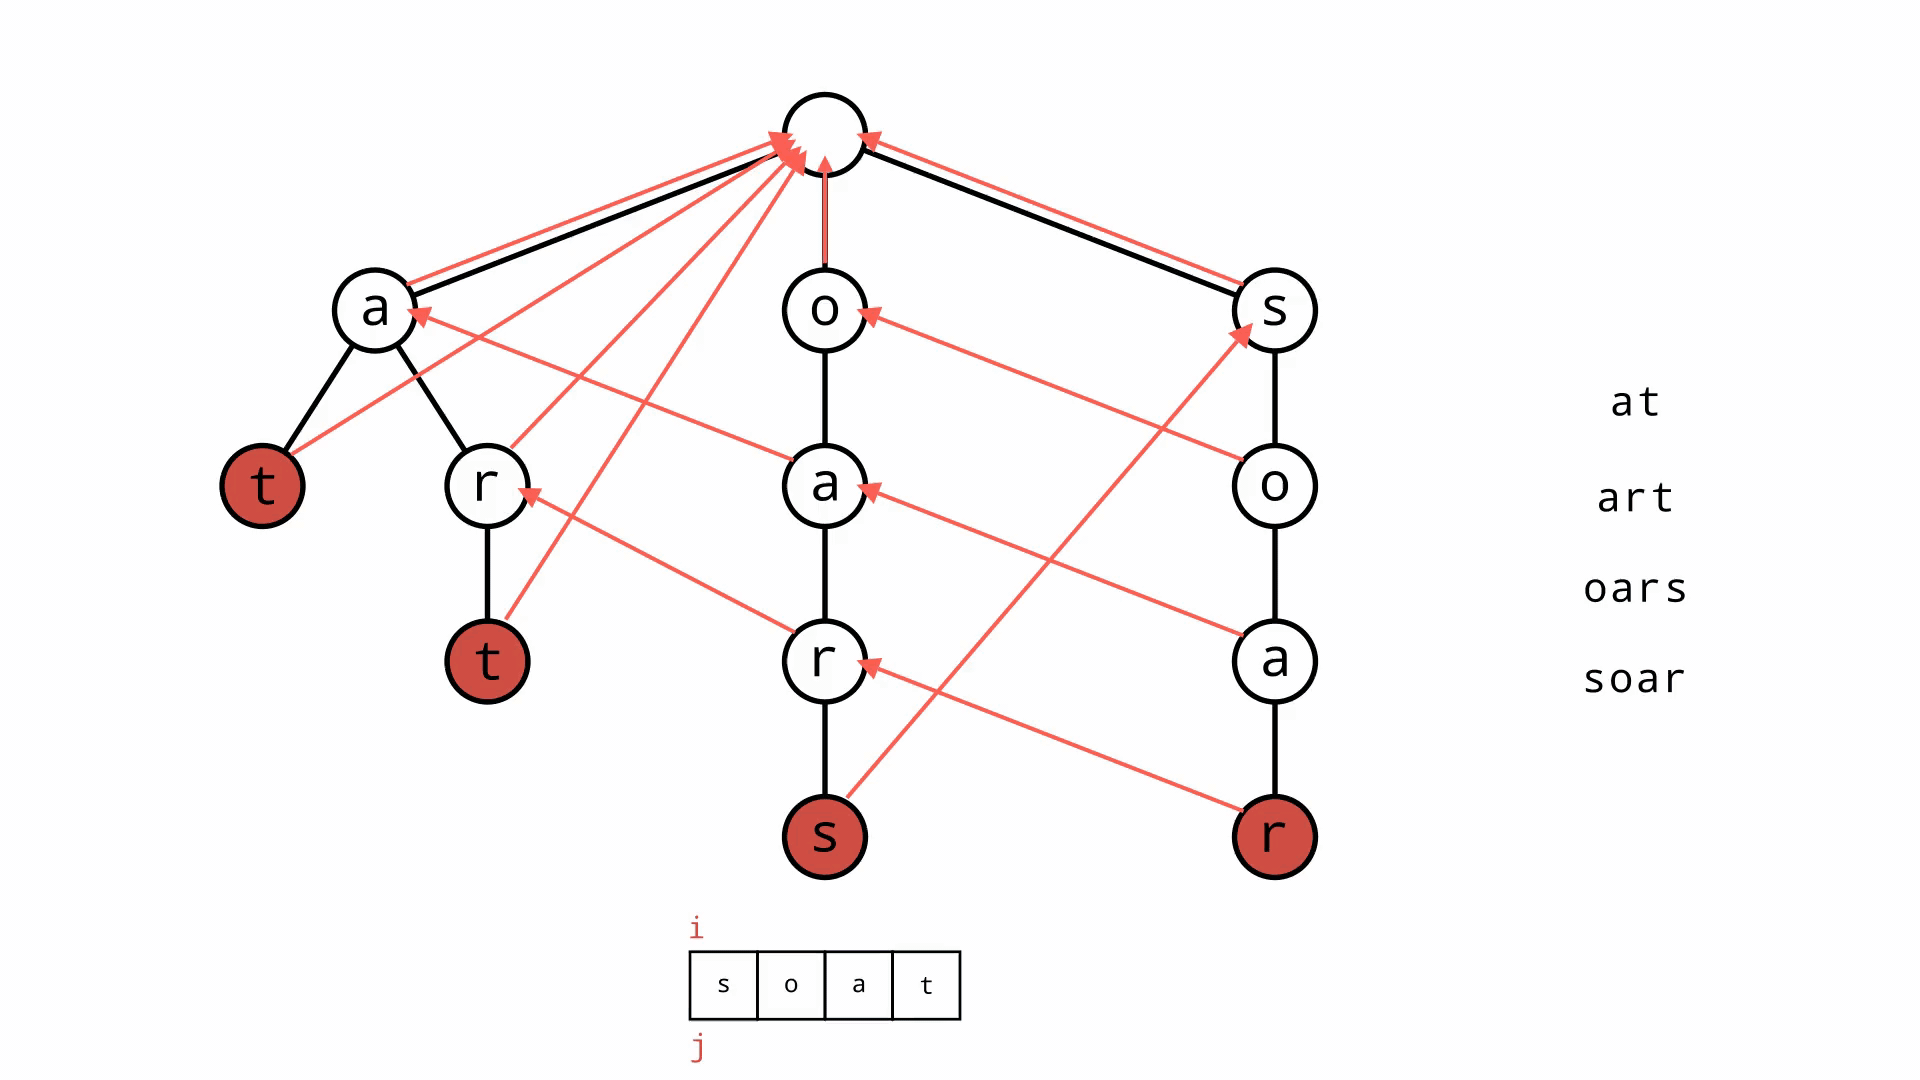 a o s
t r a o
t r a
s r
at
art
oars
soar
i
s o a t
j